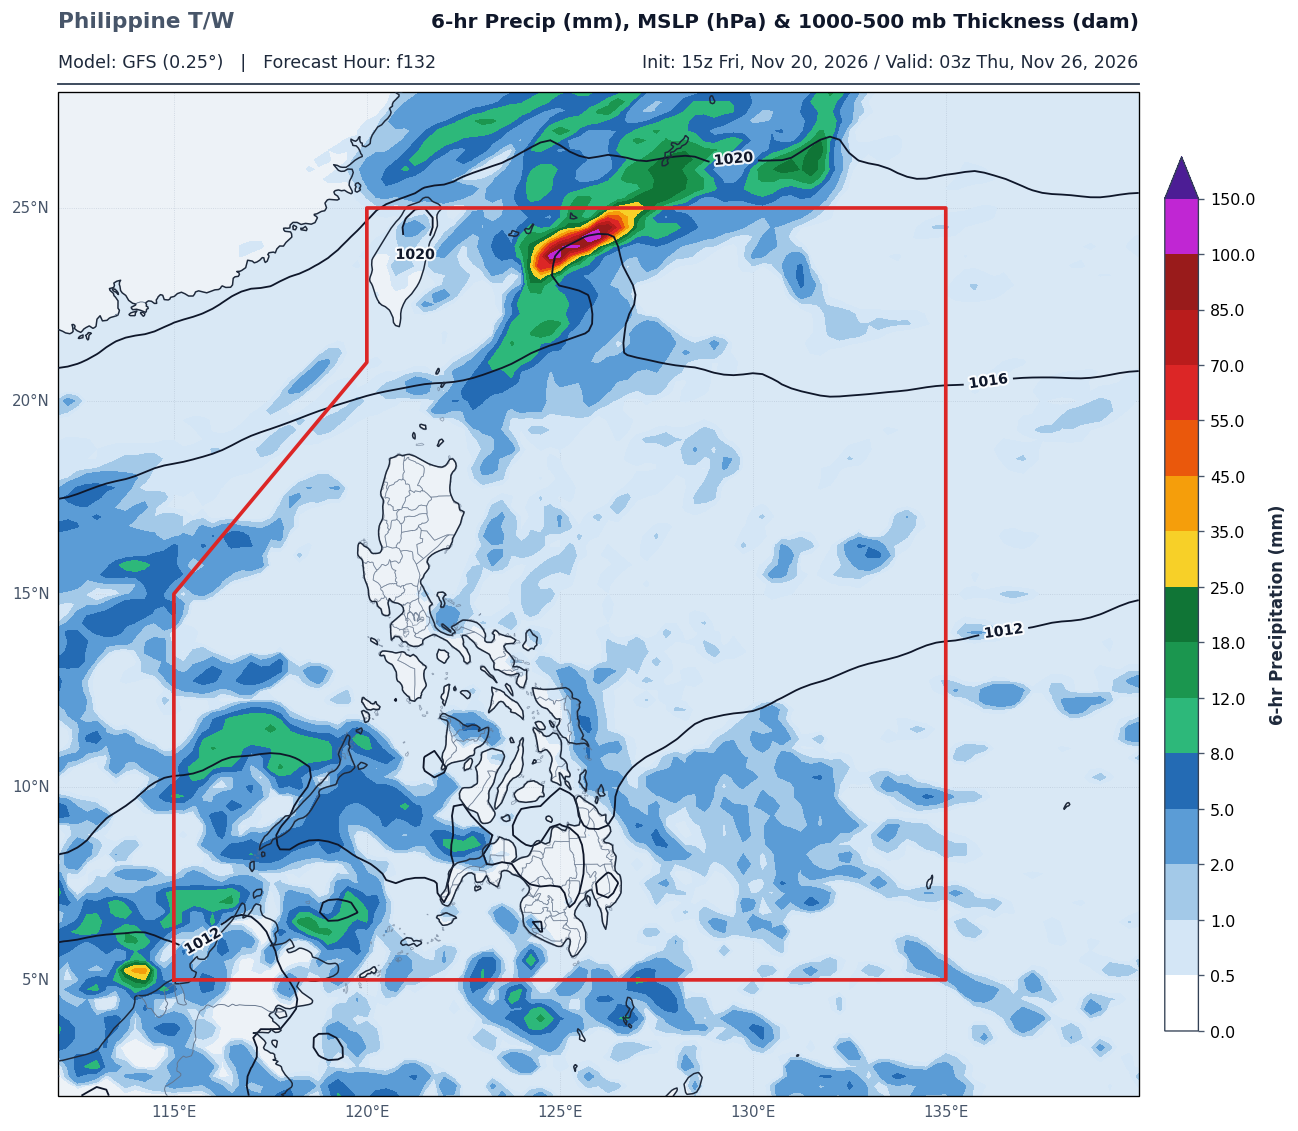 Philippine T/W
6-hr Precip (mm), MSLP (hPa) & 1000-500 mb Thickness (dam)
Model: GFS (0.25°)   |   Forecast Hour: f132
Init: 15z Fri, Nov 20, 2026 / Valid: 03z Thu, Nov 26, 2026
25°N
20°N
15°N
10°N
5°N
115°E
120°E
125°E
130°E
135°E
1020
1020
1016
1012
1012
150.0
100.0
85.0
70.0
55.0
45.0
35.0
25.0
18.0
12.0
8.0
5.0
2.0
1.0
0.5
0.0
6-hr Precipitation (mm)